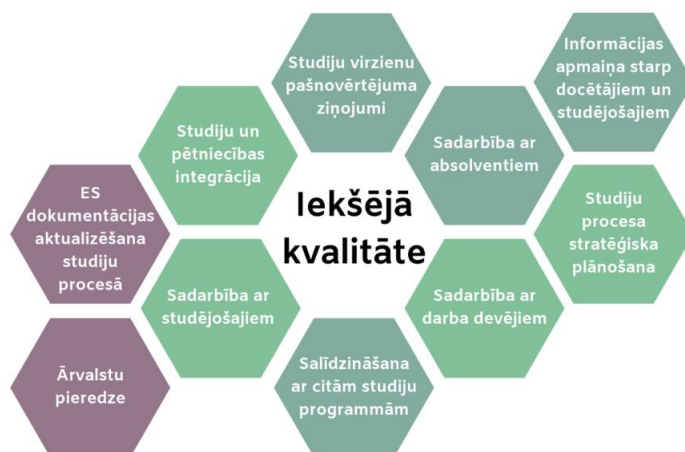 Studiju virzienu
pašnovērtējuma
ziņojumi
Informācijas
apmaiņa starp
docētājiem un
studējošajiem
Studiju un
pētniecības
integrācija
Sadarbība ar
absolventiem
ES
dokumentācijas
aktualizēšana
studiju
procesā
Iekšējā
kvalitāte
Studiju
procesa
stratēģiska
plānošana
Sadarbība ar
studējošajiem
Sadarbība ar
darba devējiem
Ārvalstu
pieredze
Salīdzināšana
ar citām studiju
programmām